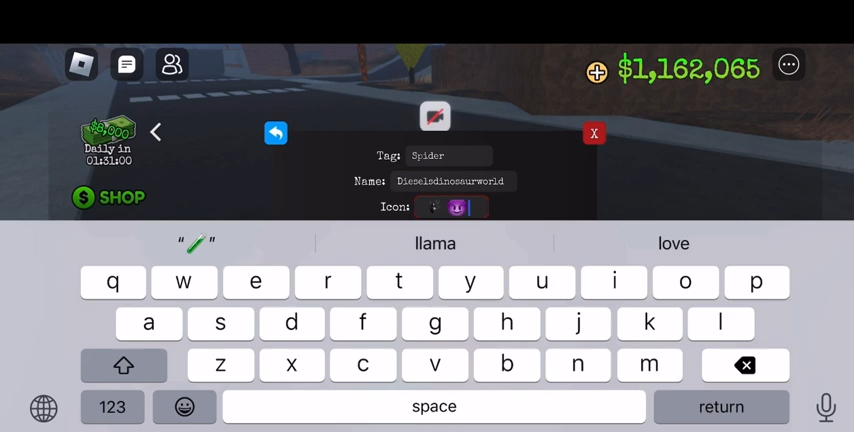 $1,162,065
$8,000
Daily in
01:31:00
X
Tag: Spider
Name: Dieselsdinosaurworld
$ SHOP
Icon: 😈
“🧪” llama love
q w e r t y u i o p
a s d f g h j k l
z x c v b n m
123 space return